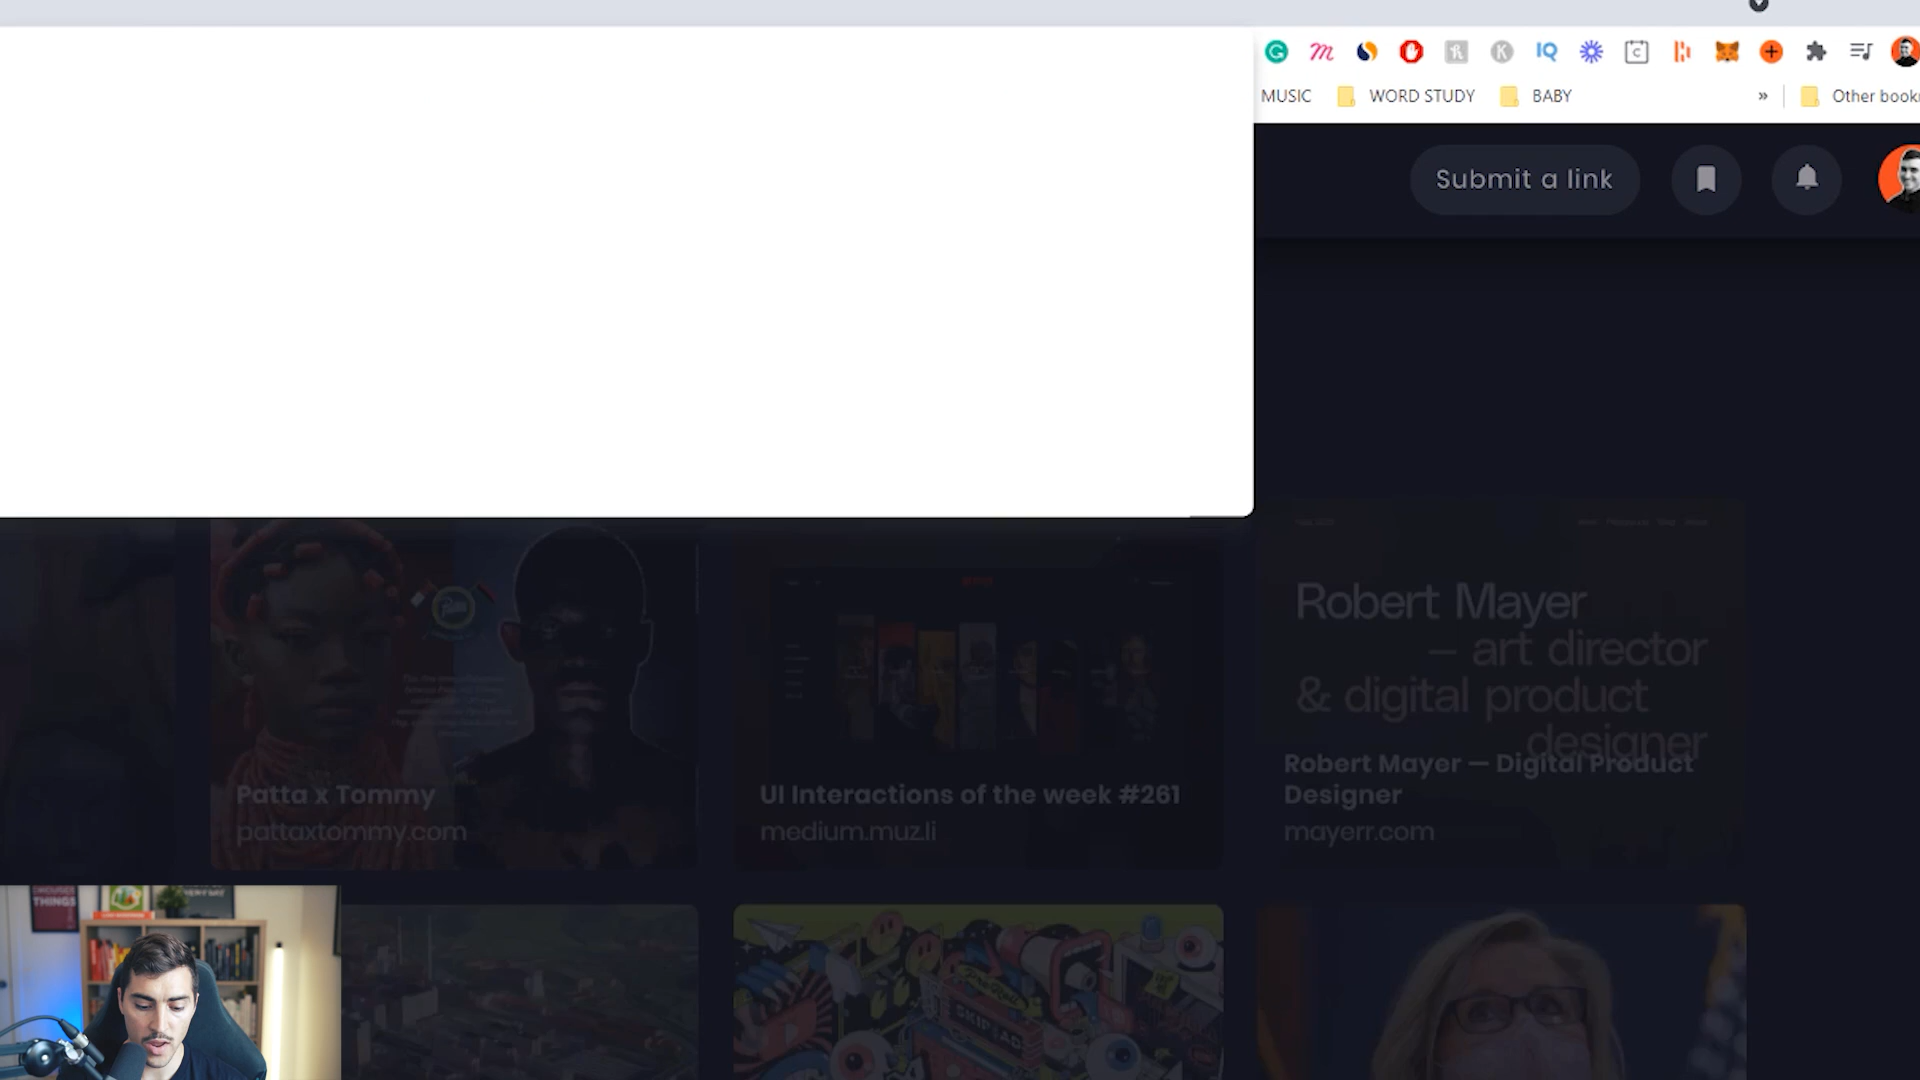 MUSIC
WORD STUDY
BABY
»
Other book
Submit a link
Robert Mayer
— art director
& digital product
designer
Patta x Tommy
pattaxtommy.com
UI Interactions of the week #261
medium.muz.li
Robert Mayer — Digital Product
Designer
mayerr.com
THINGS